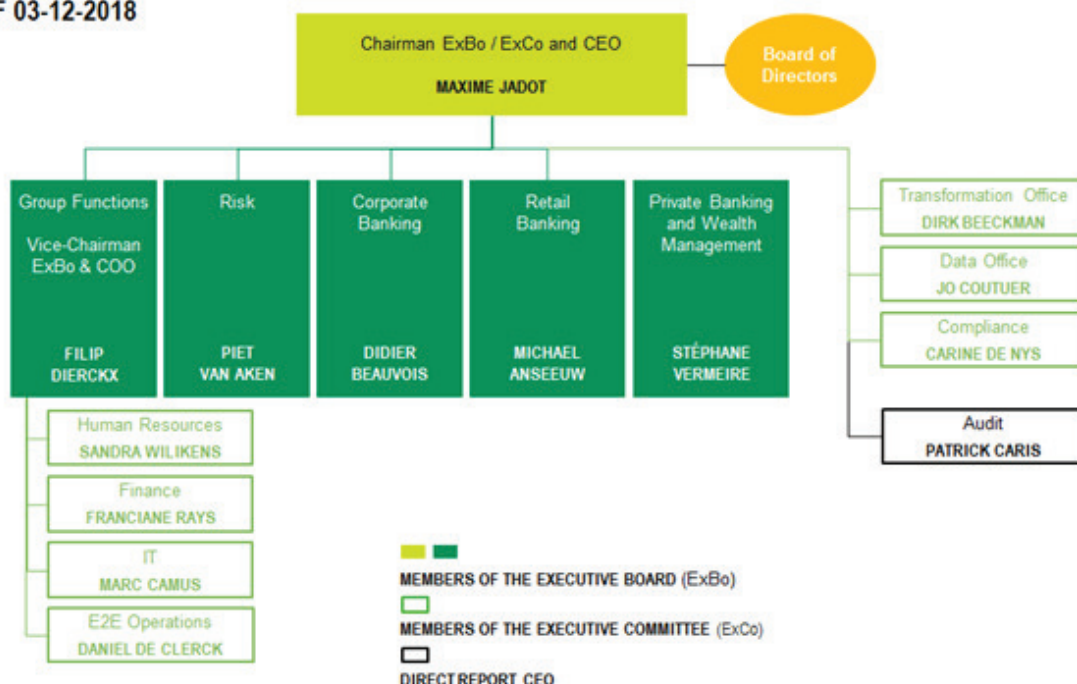 03-12-2018
Chairman ExBo / ExCo and CEO
MAXIME JADOT
Board of
Directors
Group Functions
Vice-Chairman
ExBo & COO
FILIP
DIERCKX
Risk
PIET
VAN AKEN
Corporate
Banking
DIDIER
BEAUVOIS
Retail
Banking
MICHAEL
ANSEEUW
Private Banking
and Wealth
Management
STÉPHANE
VERMEIRE
Transformation Office
DIRK BEECKMAN
Data Office
JO COUTUER
Compliance
CARINE DE NYS
Audit
PATRICK CARIS
Human Resources
SANDRA WILIKENS
Finance
FRANCIANE RAYS
IT
MARC CAMUS
E2E Operations
DANIEL DE CLERCK
MEMBERS OF THE EXECUTIVE BOARD (ExBo)
MEMBERS OF THE EXECUTIVE COMMITTEE (ExCo)
DIRECT REPORT CEO